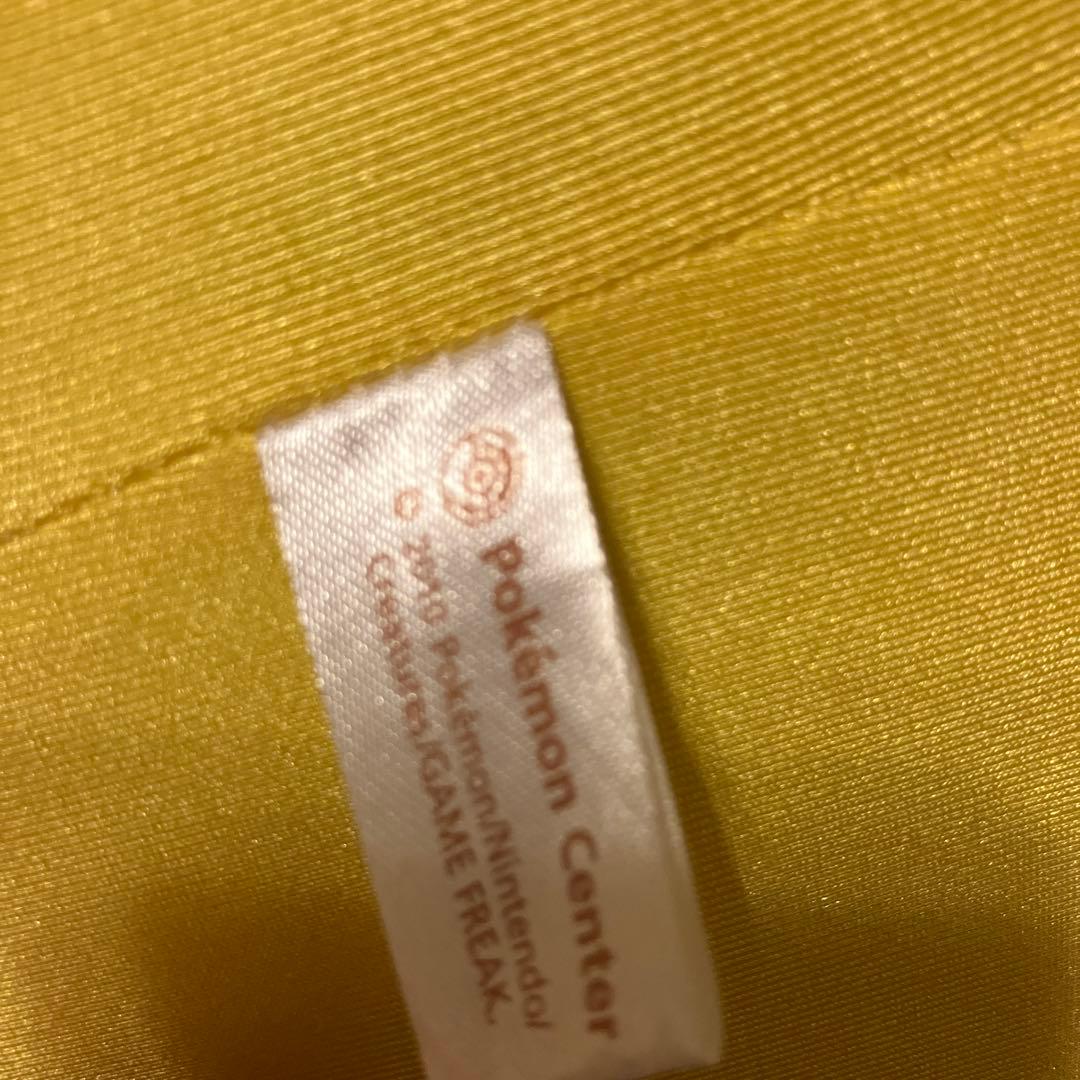 Pokémon Center
© 2010 Pokémon/Nintendo/
Creatures/GAME FREAK.